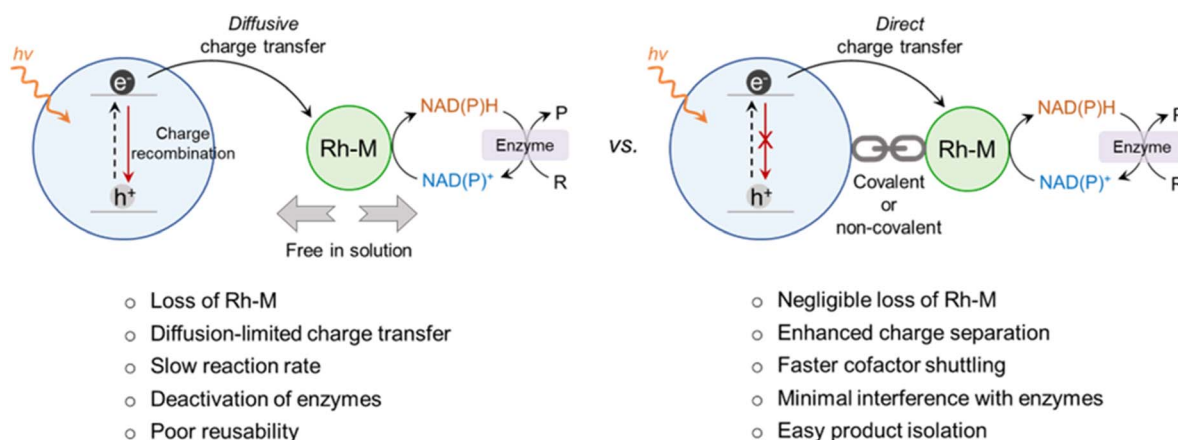 Diffusive
charge transfer
hv
e⁻
Charge
recombination
h⁺
Rh-M
NAD(P)H
NAD(P)⁺
Enzyme
P
R
Free in solution
○ Loss of Rh-M
○ Diffusion-limited charge transfer
○ Slow reaction rate
○ Deactivation of enzymes
○ Poor reusability
vs.
Direct
charge transfer
hv
e⁻
h⁺
Covalent
or
non-covalent
Rh-M
NAD(P)H
NAD(P)⁺
Enzyme
○ Negligible loss of Rh-M
○ Enhanced charge separation
○ Faster cofactor shuttling
○ Minimal interference with enzymes
○ Easy product isolation